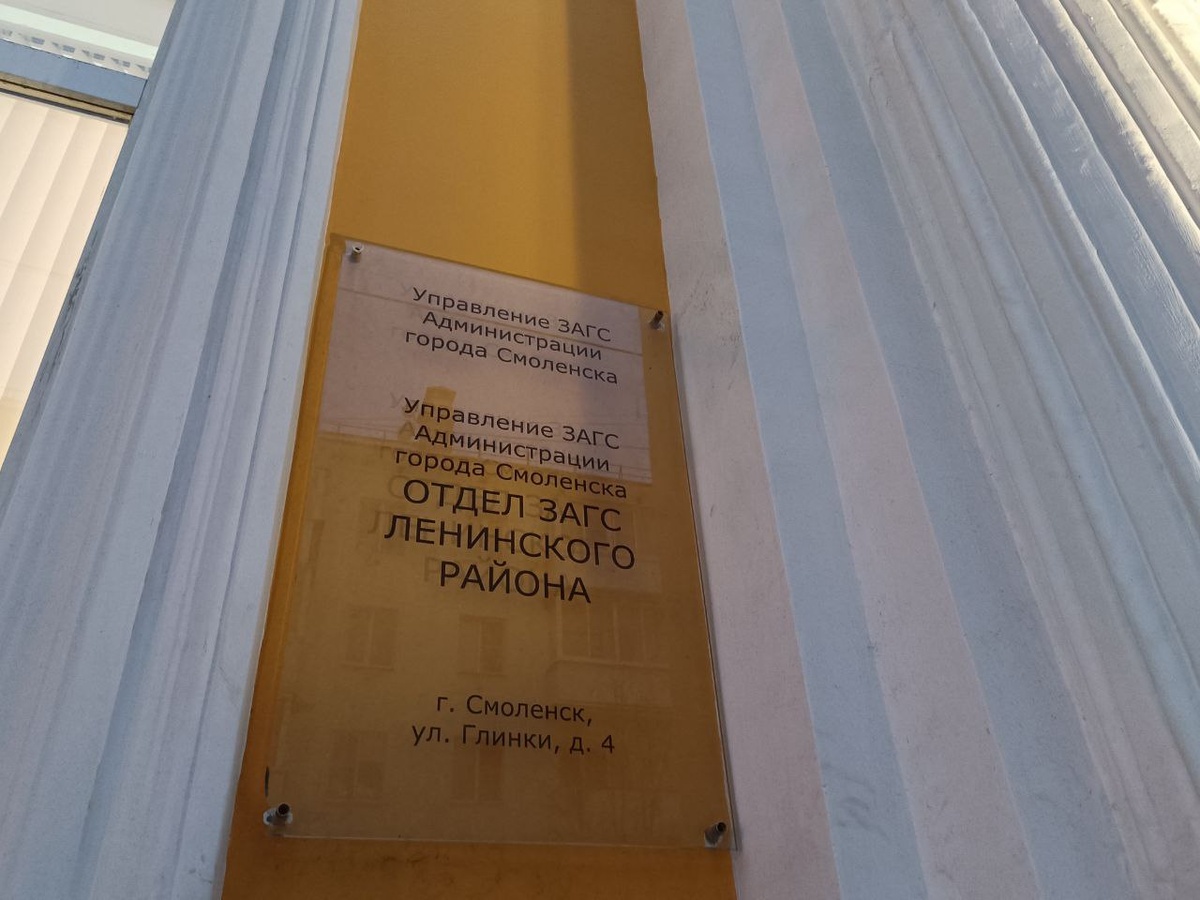 Управление ЗАГС
Администрации
города Смоленска
Управление ЗАГС
Администрации
города Смоленска
ОТДЕЛ ЗАГС
ЛЕНИНСКОГО
РАЙОНА
г. Смоленск,
ул. Глинки, д. 4